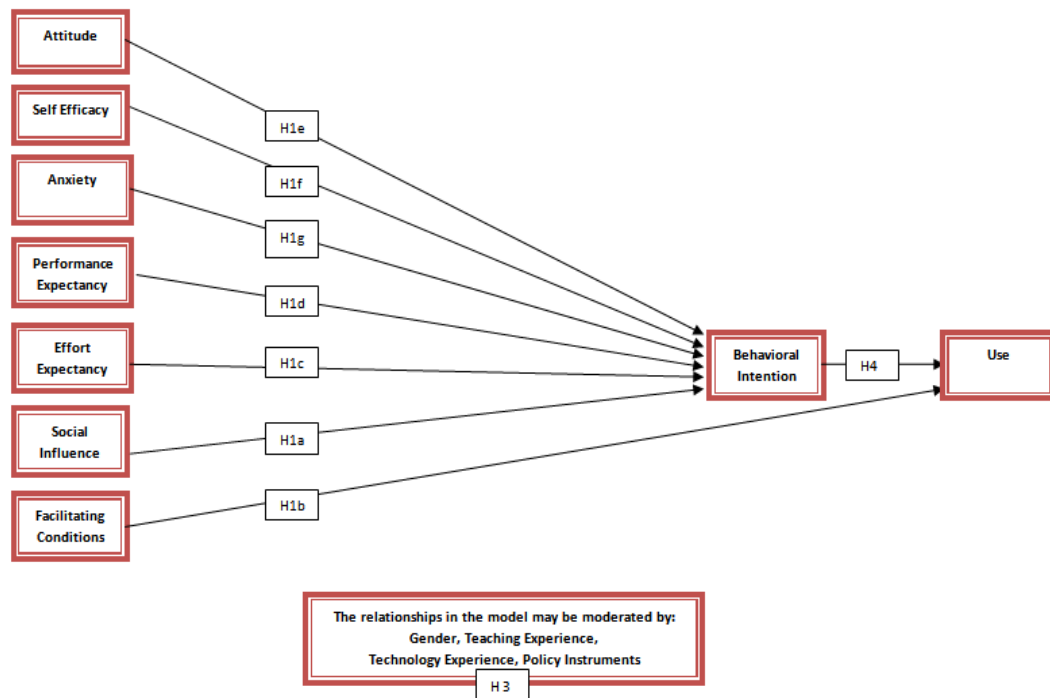 Attitude
Self Efficacy
H1e
Anxiety
H1f
H1g
Performance
Expectancy
H1d
Effort
Expectancy
H1c
Behavioral
Intention
H4
Use
Social
Influence
H1a
Facilitating
Conditions
H1b
The relationships in the model may be moderated by:
Gender, Teaching Experience,
Technology Experience, Policy Instruments
H 3